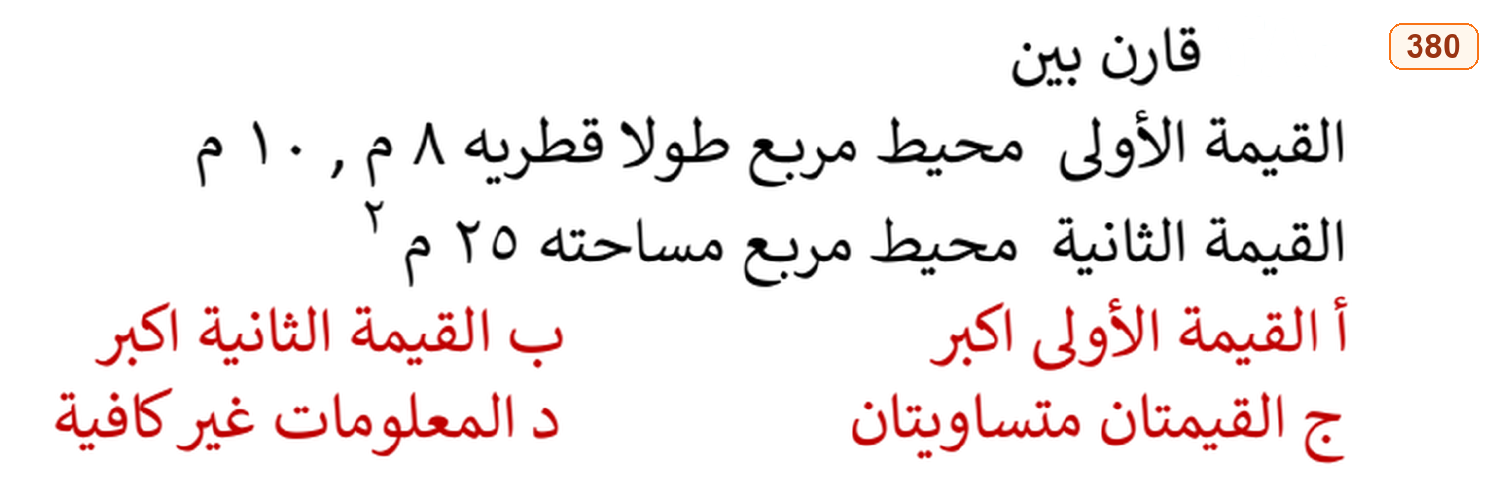 380
قارن بين
القيمة الأولى محيط مربع طولا قطريه ٨ م , ١٠ م
القيمة الثانية محيط مربع مساحته ٢٥ م ٢
أ القيمة الأولى اكبر ب القيمة الثانية اكبر
ج القيمتان متساويتان د المعلومات غير كافية